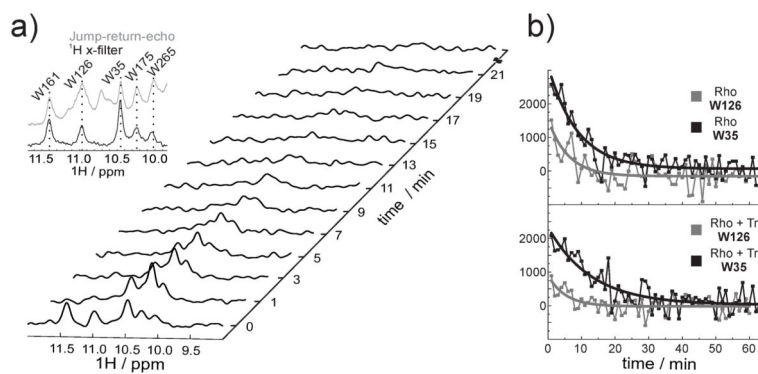 a)
Jump-return-echo
1H x-filter
W161
W126
W35
W175
W265
11.5 11.0 10.5 10.0
1H / ppm
11.5 11.0 10.5 10.0 9.5
1H / ppm
0
1
3
5
7
9
11
13
15
17
19
21
time / min
b)
2000
1000
0
Rho
W126
Rho
W35
2000
1000
0
Rho + Tr
W126
Rho + Tr
W35
0 10 20 30 40 50 60
time / min